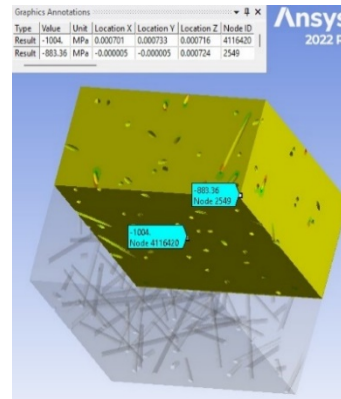 Graphics Annotations
Type Value Unit Location X Location Y Location Z Node ID
Result -1004. MPa 0.000701 0.000733 0.000716 4116420
Result -883.36 MPa -0.000005 -0.000005 0.000724 2549
Ansys
2022
-883.36
Node 2549
-1004.
Node 4116420